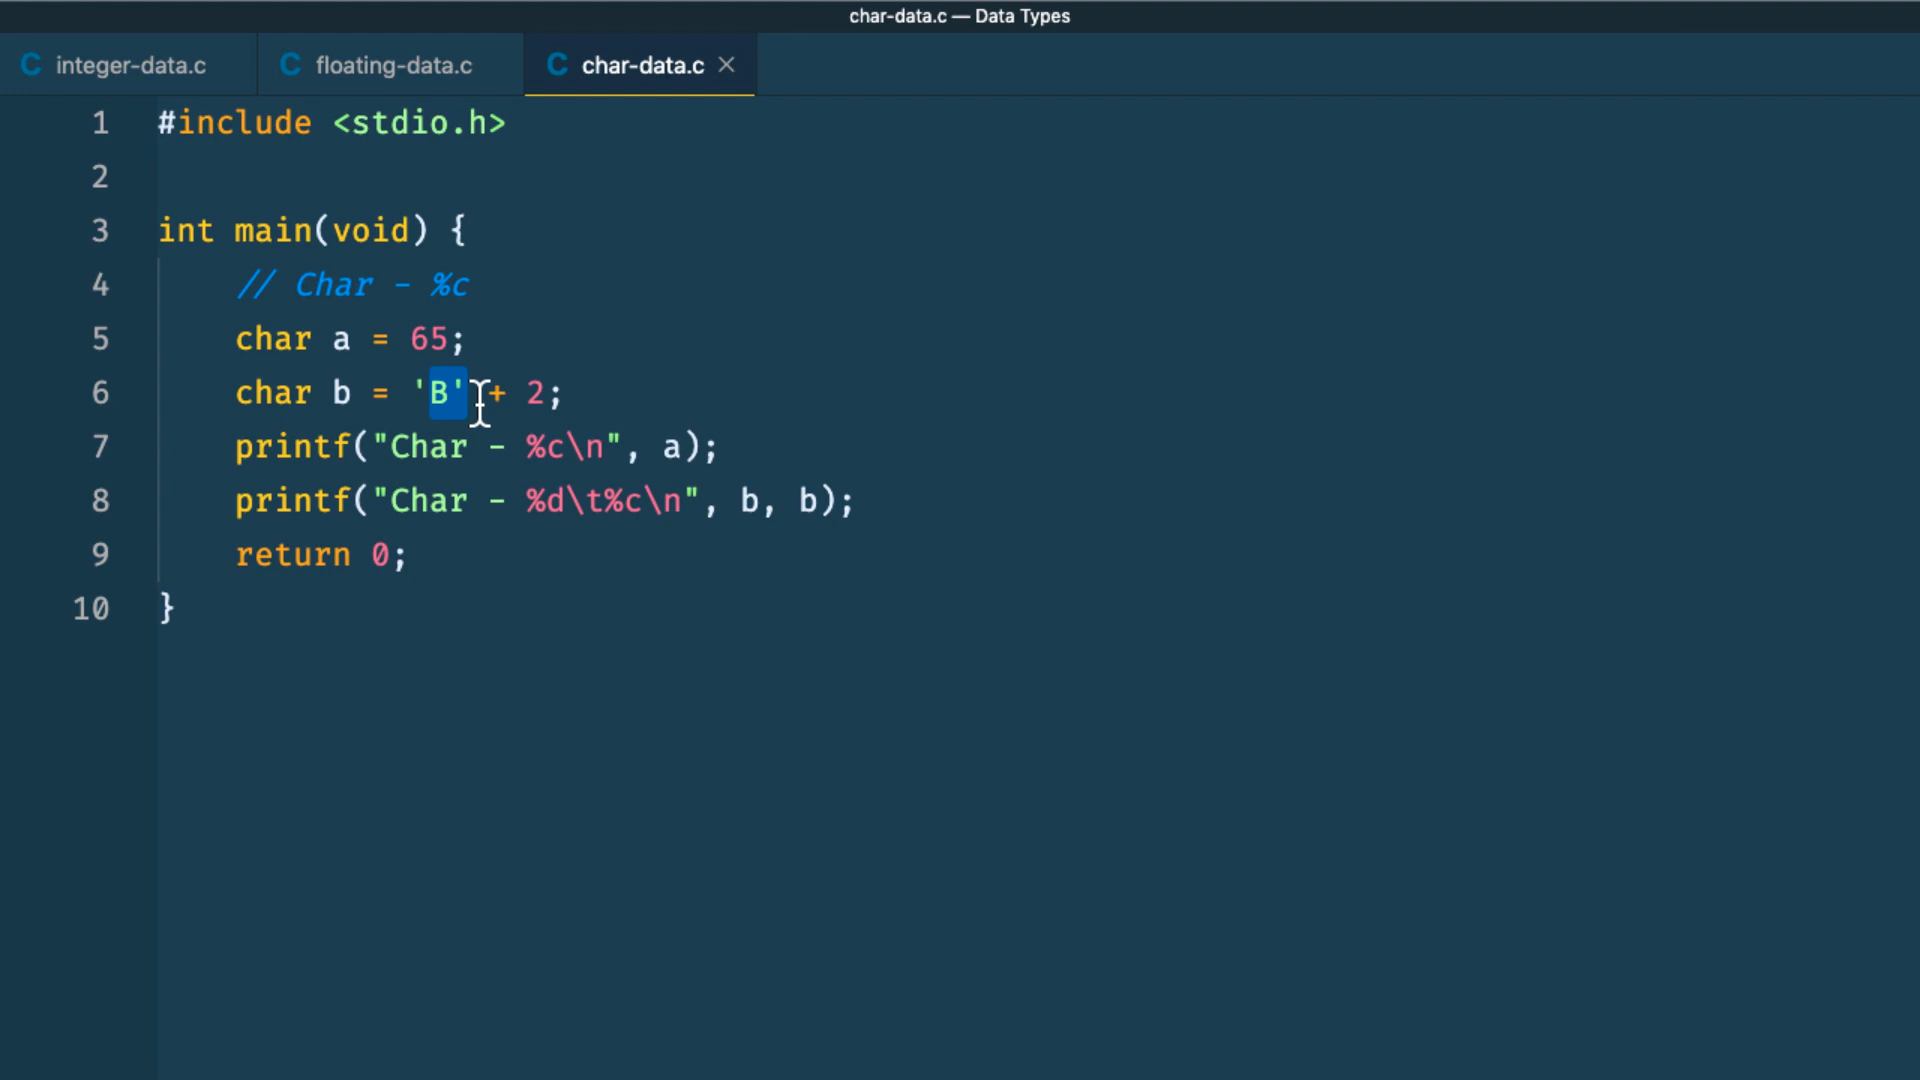 char-data.c — Data Types
C integer-data.c C floating-data.c C char-data.c ×
1 #include <stdio.h>
2
3 int main(void) {
4 // Char - %c
5 char a = 65;
6 char b = 'B' + 2;
7 printf("Char - %c\n", a);
8 printf("Char - %d\t%c\n", b, b);
9 return 0;
10 }